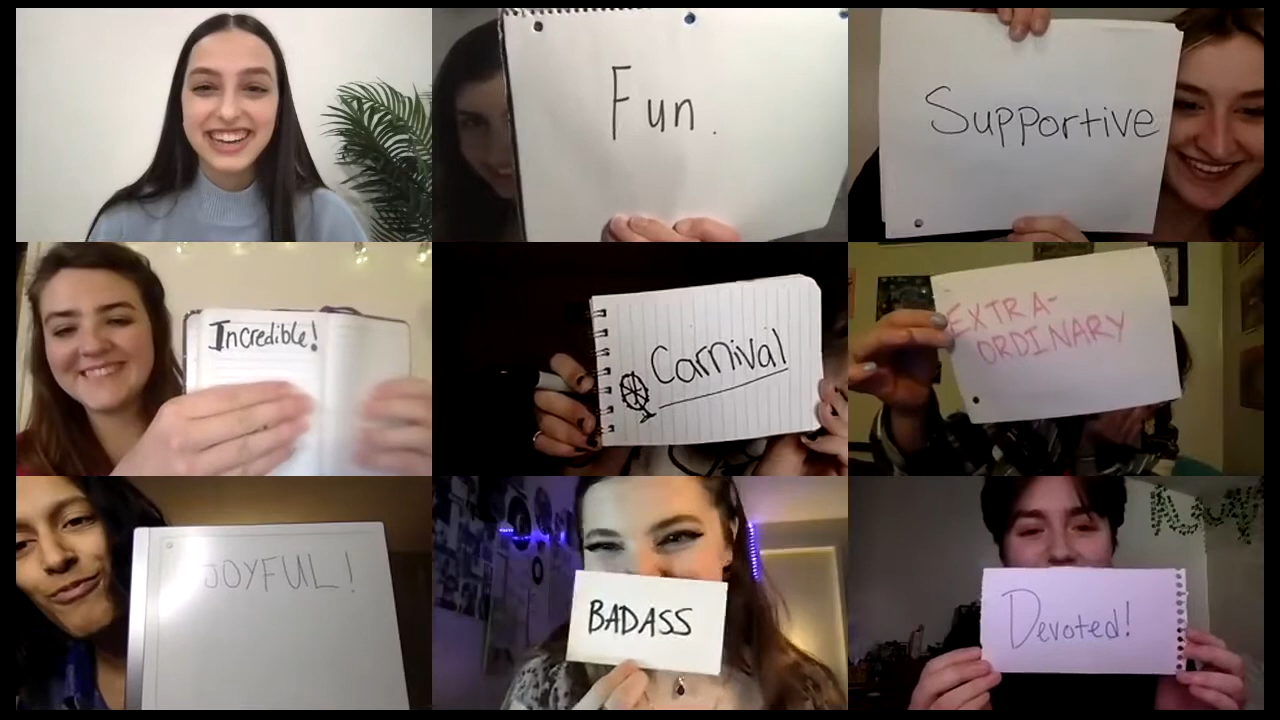 Fun.
Supportive
Incredible!
Carnival
EXTRA-
ORDINARY
JOYFUL!
BADASS
Devoted!